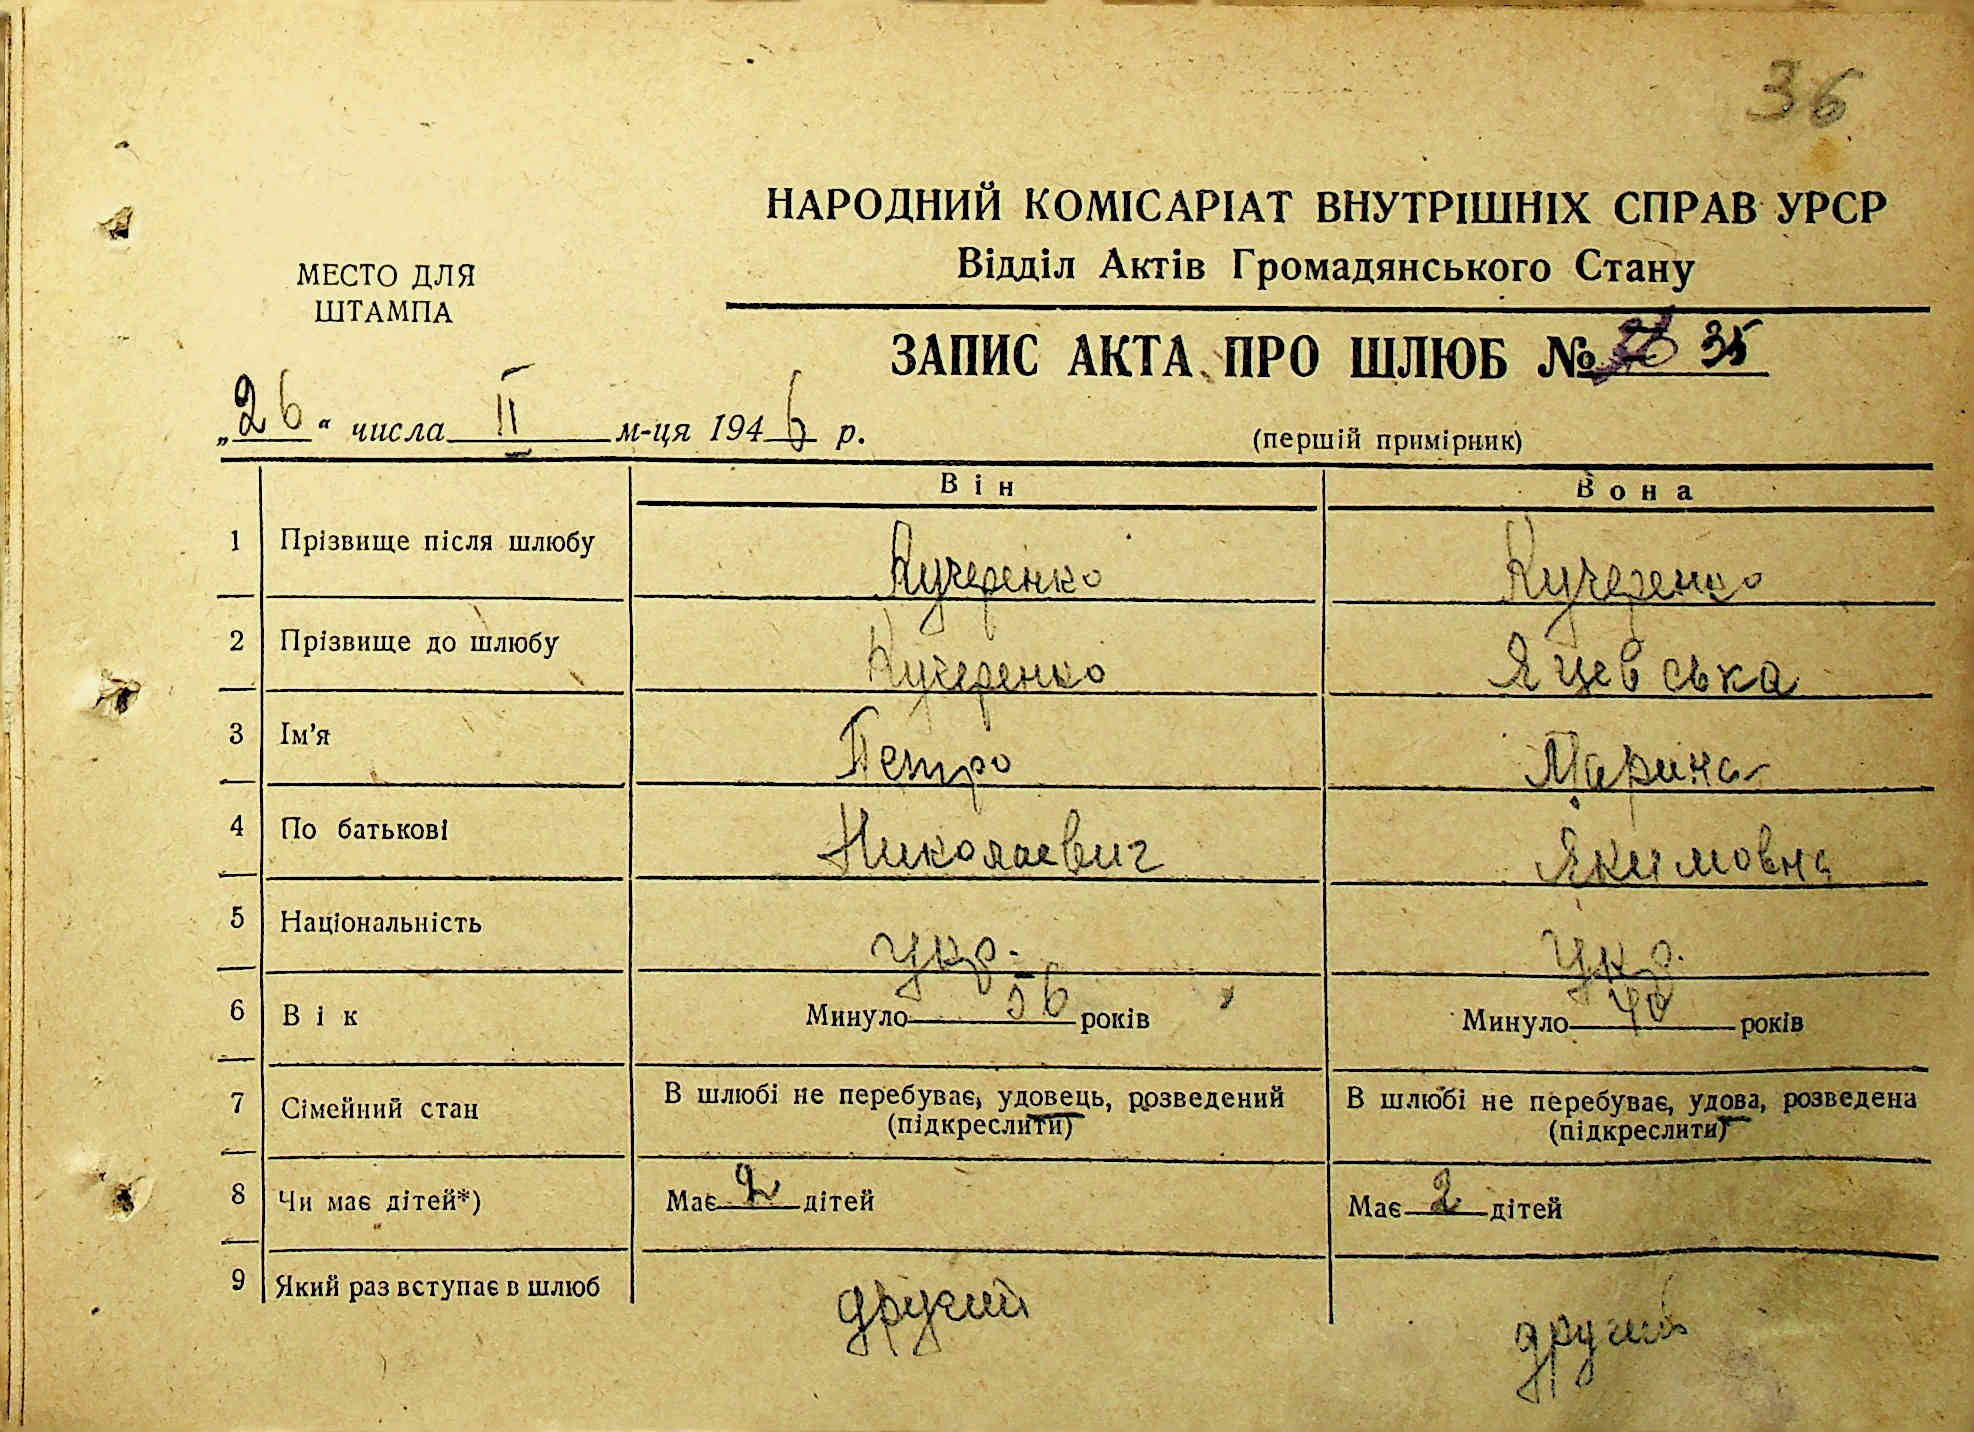 36
НАРОДНИЙ КОМІСАРІАТ ВНУТРІШНІХ СПРАВ УРСР
Відділ Актів Громадянського Стану
МЕСТО ДЛЯ
ШТАМПА
ЗАПИС АКТА ПРО ШЛЮБ № 35
„26“ числа II м-ця 1946 р.
(першій примірник)
Він Вона
1 Прізвище після шлюбу Кучеренко Кучеренко
2 Прізвище до шлюбу Кучеренко Яцевська
3 Ім'я Петро Марина
4 По батькові Николаевич Якимовна
5 Національність укр. укр.
6 Вік Минуло 56 років Минуло 40 років
7 Сімейний стан В шлюбі не перебуває, удовець, розведений (підкреслити) В шлюбі не перебуває, удова, розведена (підкреслити)
8 Чи має дітей*) Має 2 дітей Має 2 дітей
9 Який раз вступає в шлюб другий другий